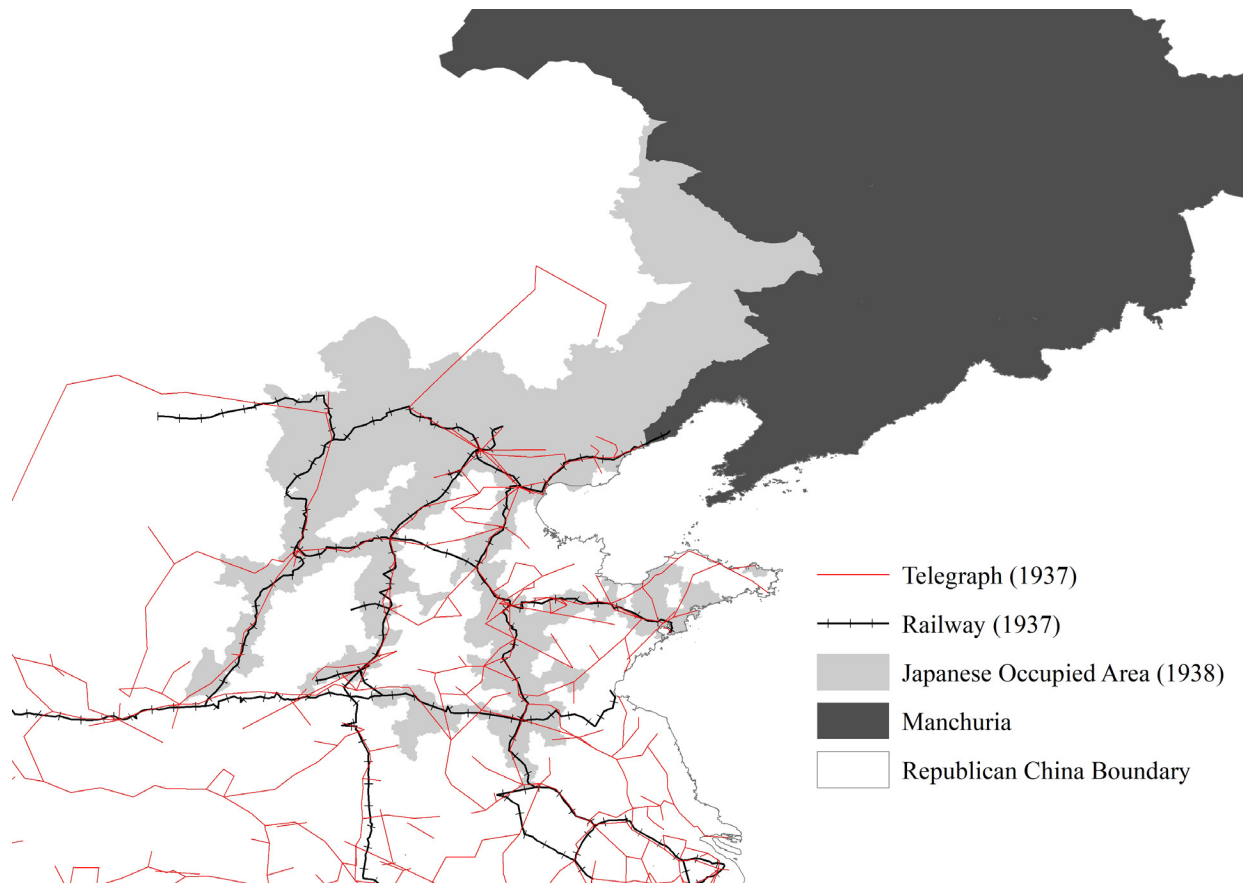 Telegraph (1937)
Railway (1937)
Japanese Occupied Area (1938)
Manchuria
Republican China Boundary